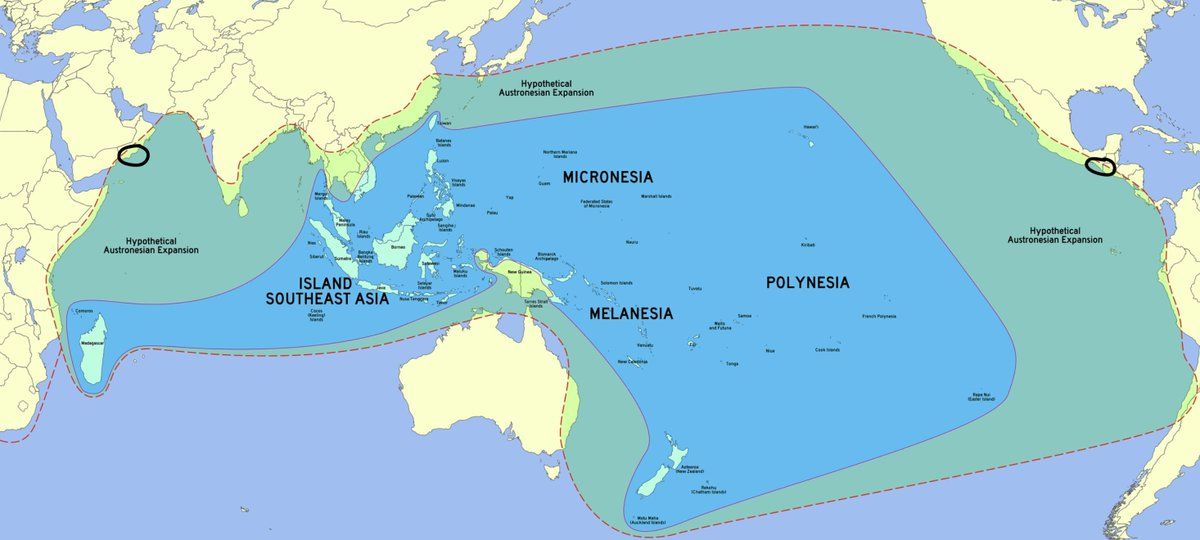 Hypothetical
Austronesian Expansion
Taiwan
Batanes
Islands
Luzon
Hawai'i
Northern Mariana
Islands
MICRONESIA
Visayas
Islands
Guam
Mergui
Islands
Palawan
Mindanao
Yap
Federated States
of Micronesia
Marshall Islands
Palau
Malay
Peninsula
Sulu
Archipelago
Sangihe
Islands
Riau
Islands
Hypothetical
Austronesian Expansion
Hypothetical
Austronesian Expansion
Nias
Borneo
Nauru
Kiribati
Schouten
Islands
Bismarck
Archipelago
Siberut
Sumatra
Bangka
Belitung
Islands
Sulawesi
Maluku
Islands
New Guinea
ISLAND
SOUTHEAST ASIA
Java
Selayar
Islands
Nusa Tenggara
Timor
Solomon Islands
Tuvalu
POLYNESIA
Torres Strait
Islands
Comoros
Cocos
(Keeling)
Islands
MELANESIA
Wallis
and Futuna
Samoa
French Polynesia
Madagascar
Vanuatu
New Caledonia
Tonga
Niue
Cook Islands
Rapa Nui
(Easter Island)
Aotearoa
(New Zealand)
Rekohu
(Chatham Islands)
Motu Maha
(Auckland Islands)